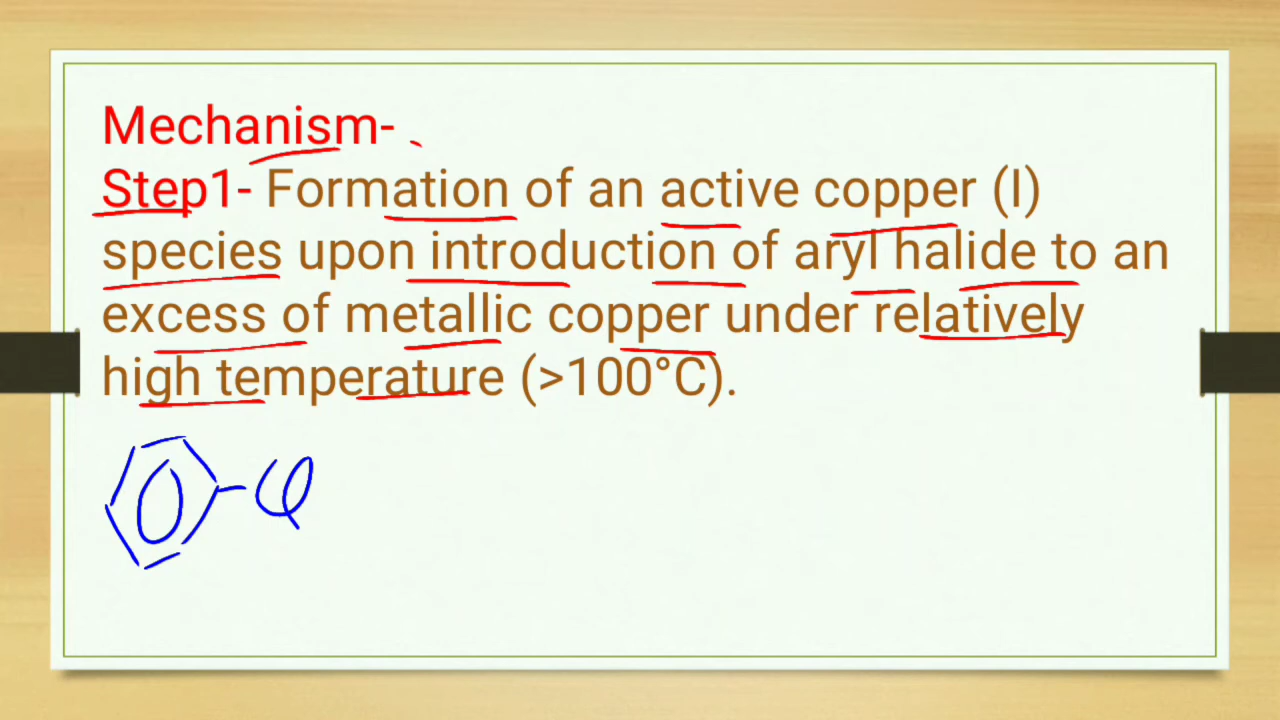 Mechanism-
Step1- Formation of an active copper (I)
species upon introduction of aryl halide to an
excess of metallic copper under relatively
high temperature (>100°C).
Cl